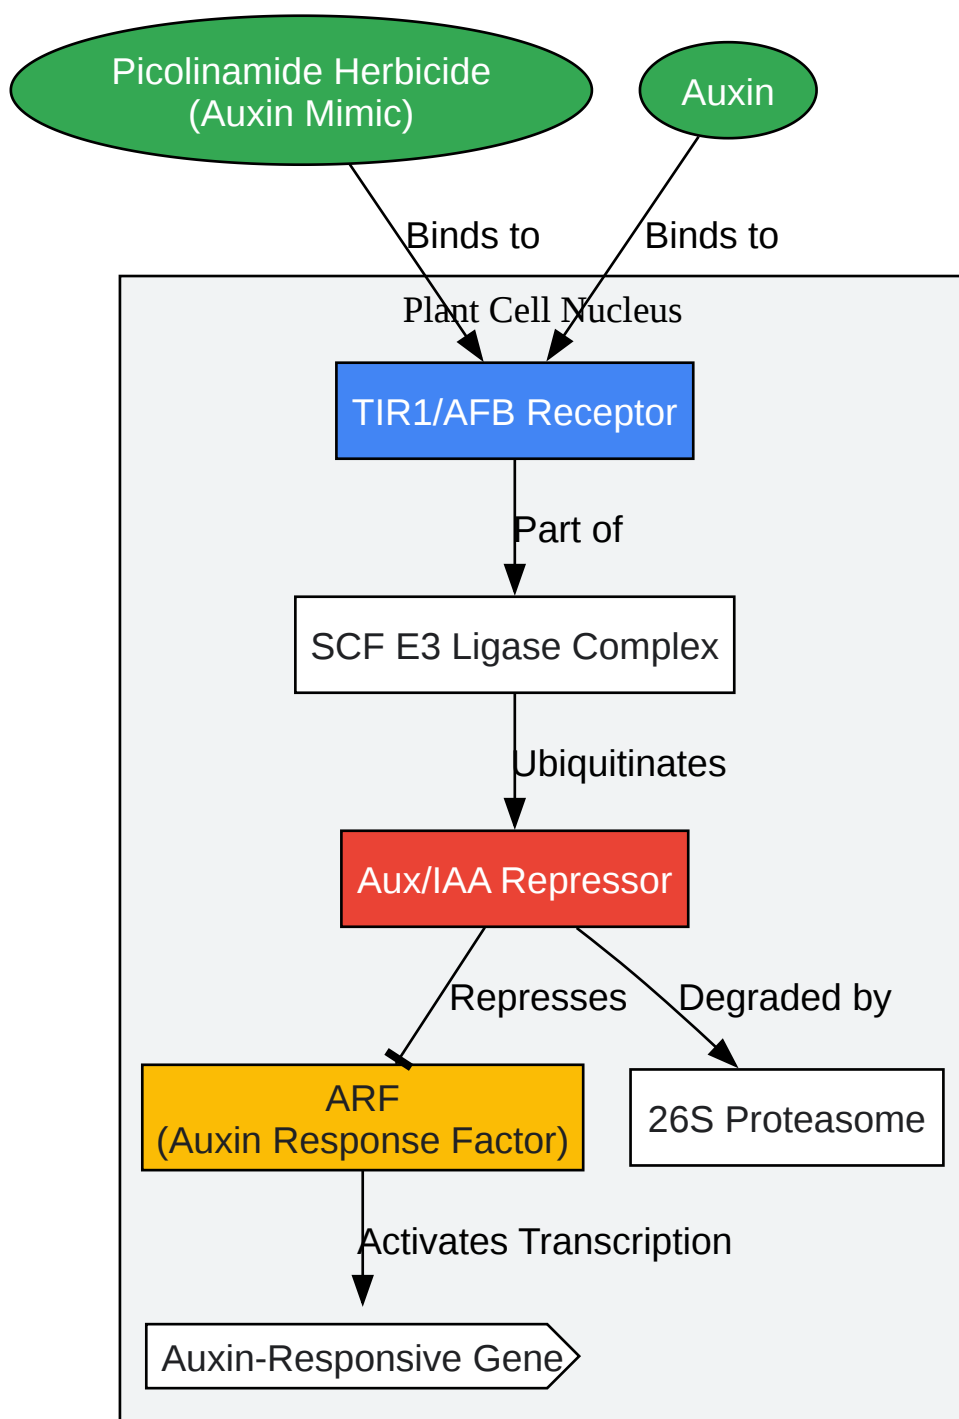 Picolinamide Herbicide
(Auxin Mimic)
Auxin
Binds to
Binds to
Plant Cell Nucleus
TIR1/AFB Receptor
Part of
SCF E3 Ligase Complex
Ubiquitinates
Aux/IAA Repressor
Represses
Degraded by
ARF
(Auxin Response Factor)
26S Proteasome
Activates Transcription
Auxin-Responsive Gene